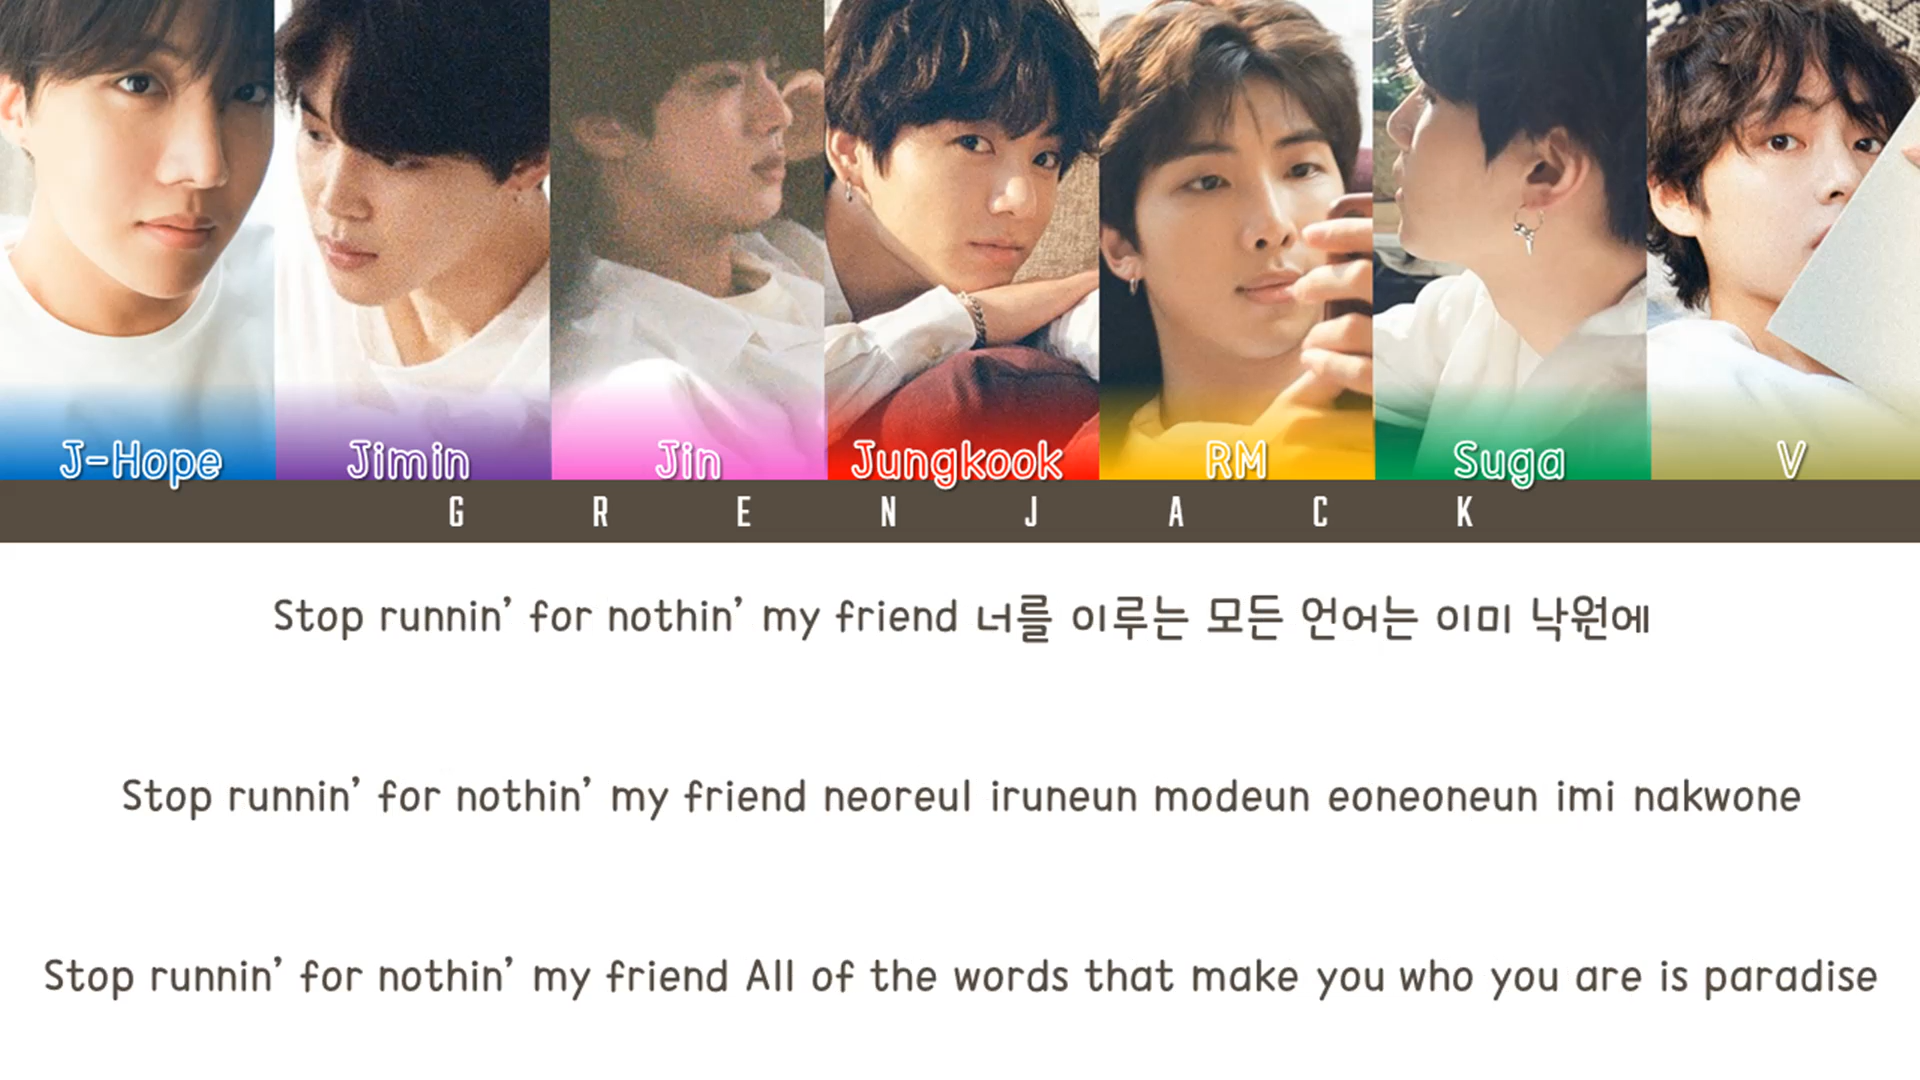 J-Hope
Jimin
Jin
Jungkook
RM
Suga
V
GRENJACK
Stop runnin’ for nothin’ my friend 너를 이루는 모든 언어는 이미 낙원에
Stop runnin’ for nothin’ my friend neoreul iruneun modeun eoneoneun imi nakwone
Stop runnin’ for nothin’ my friend All of the words that make you who you are is paradise